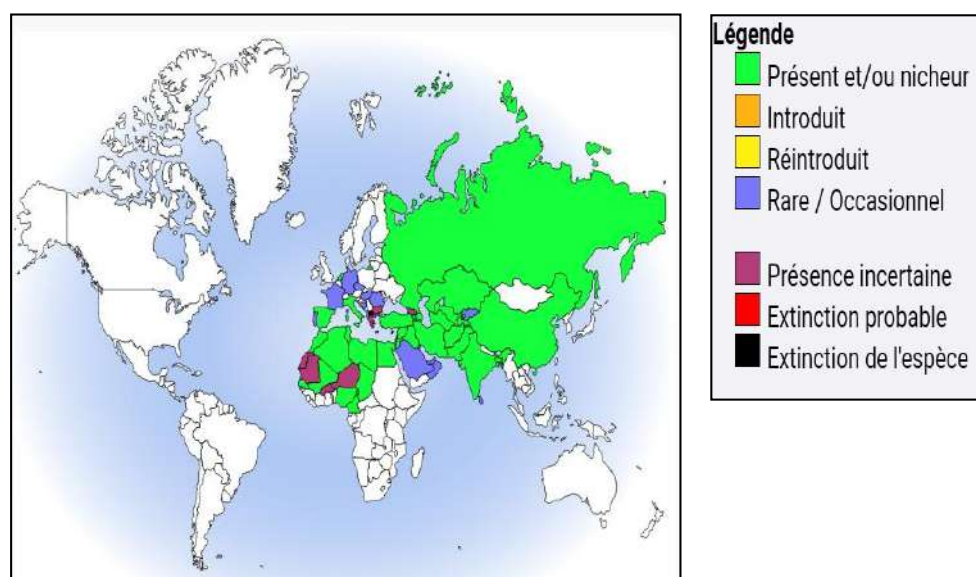 Légende
Présent et/ou nicheur
Introduit
Réintroduit
Rare / Occasionnel
Présence incertaine
Extinction probable
Extinction de l'espèce